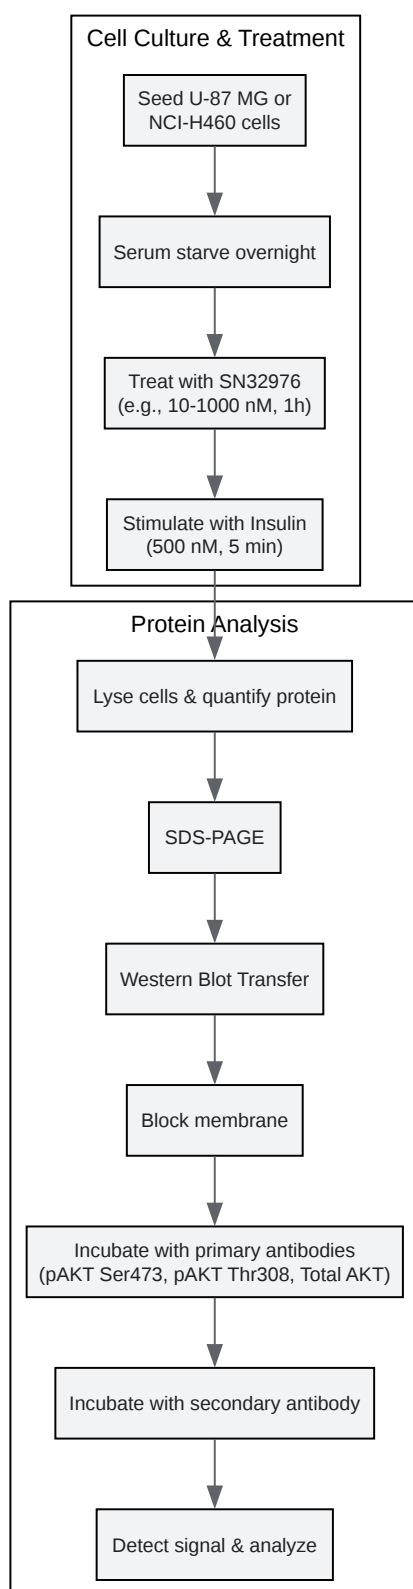 Cell Culture & Treatment
Seed U-87 MG or
NCI-H460 cells
Serum starve overnight
Treat with SN32976
(e.g., 10-1000 nM, 1h)
Stimulate with Insulin
(500 nM, 5 min)
Protein Analysis
Lyse cells & quantify protein
SDS-PAGE
Western Blot Transfer
Block membrane
Incubate with primary antibodies
(pAKT Ser473, pAKT Thr308, Total AKT)
Incubate with secondary antibody
Detect signal & analyze